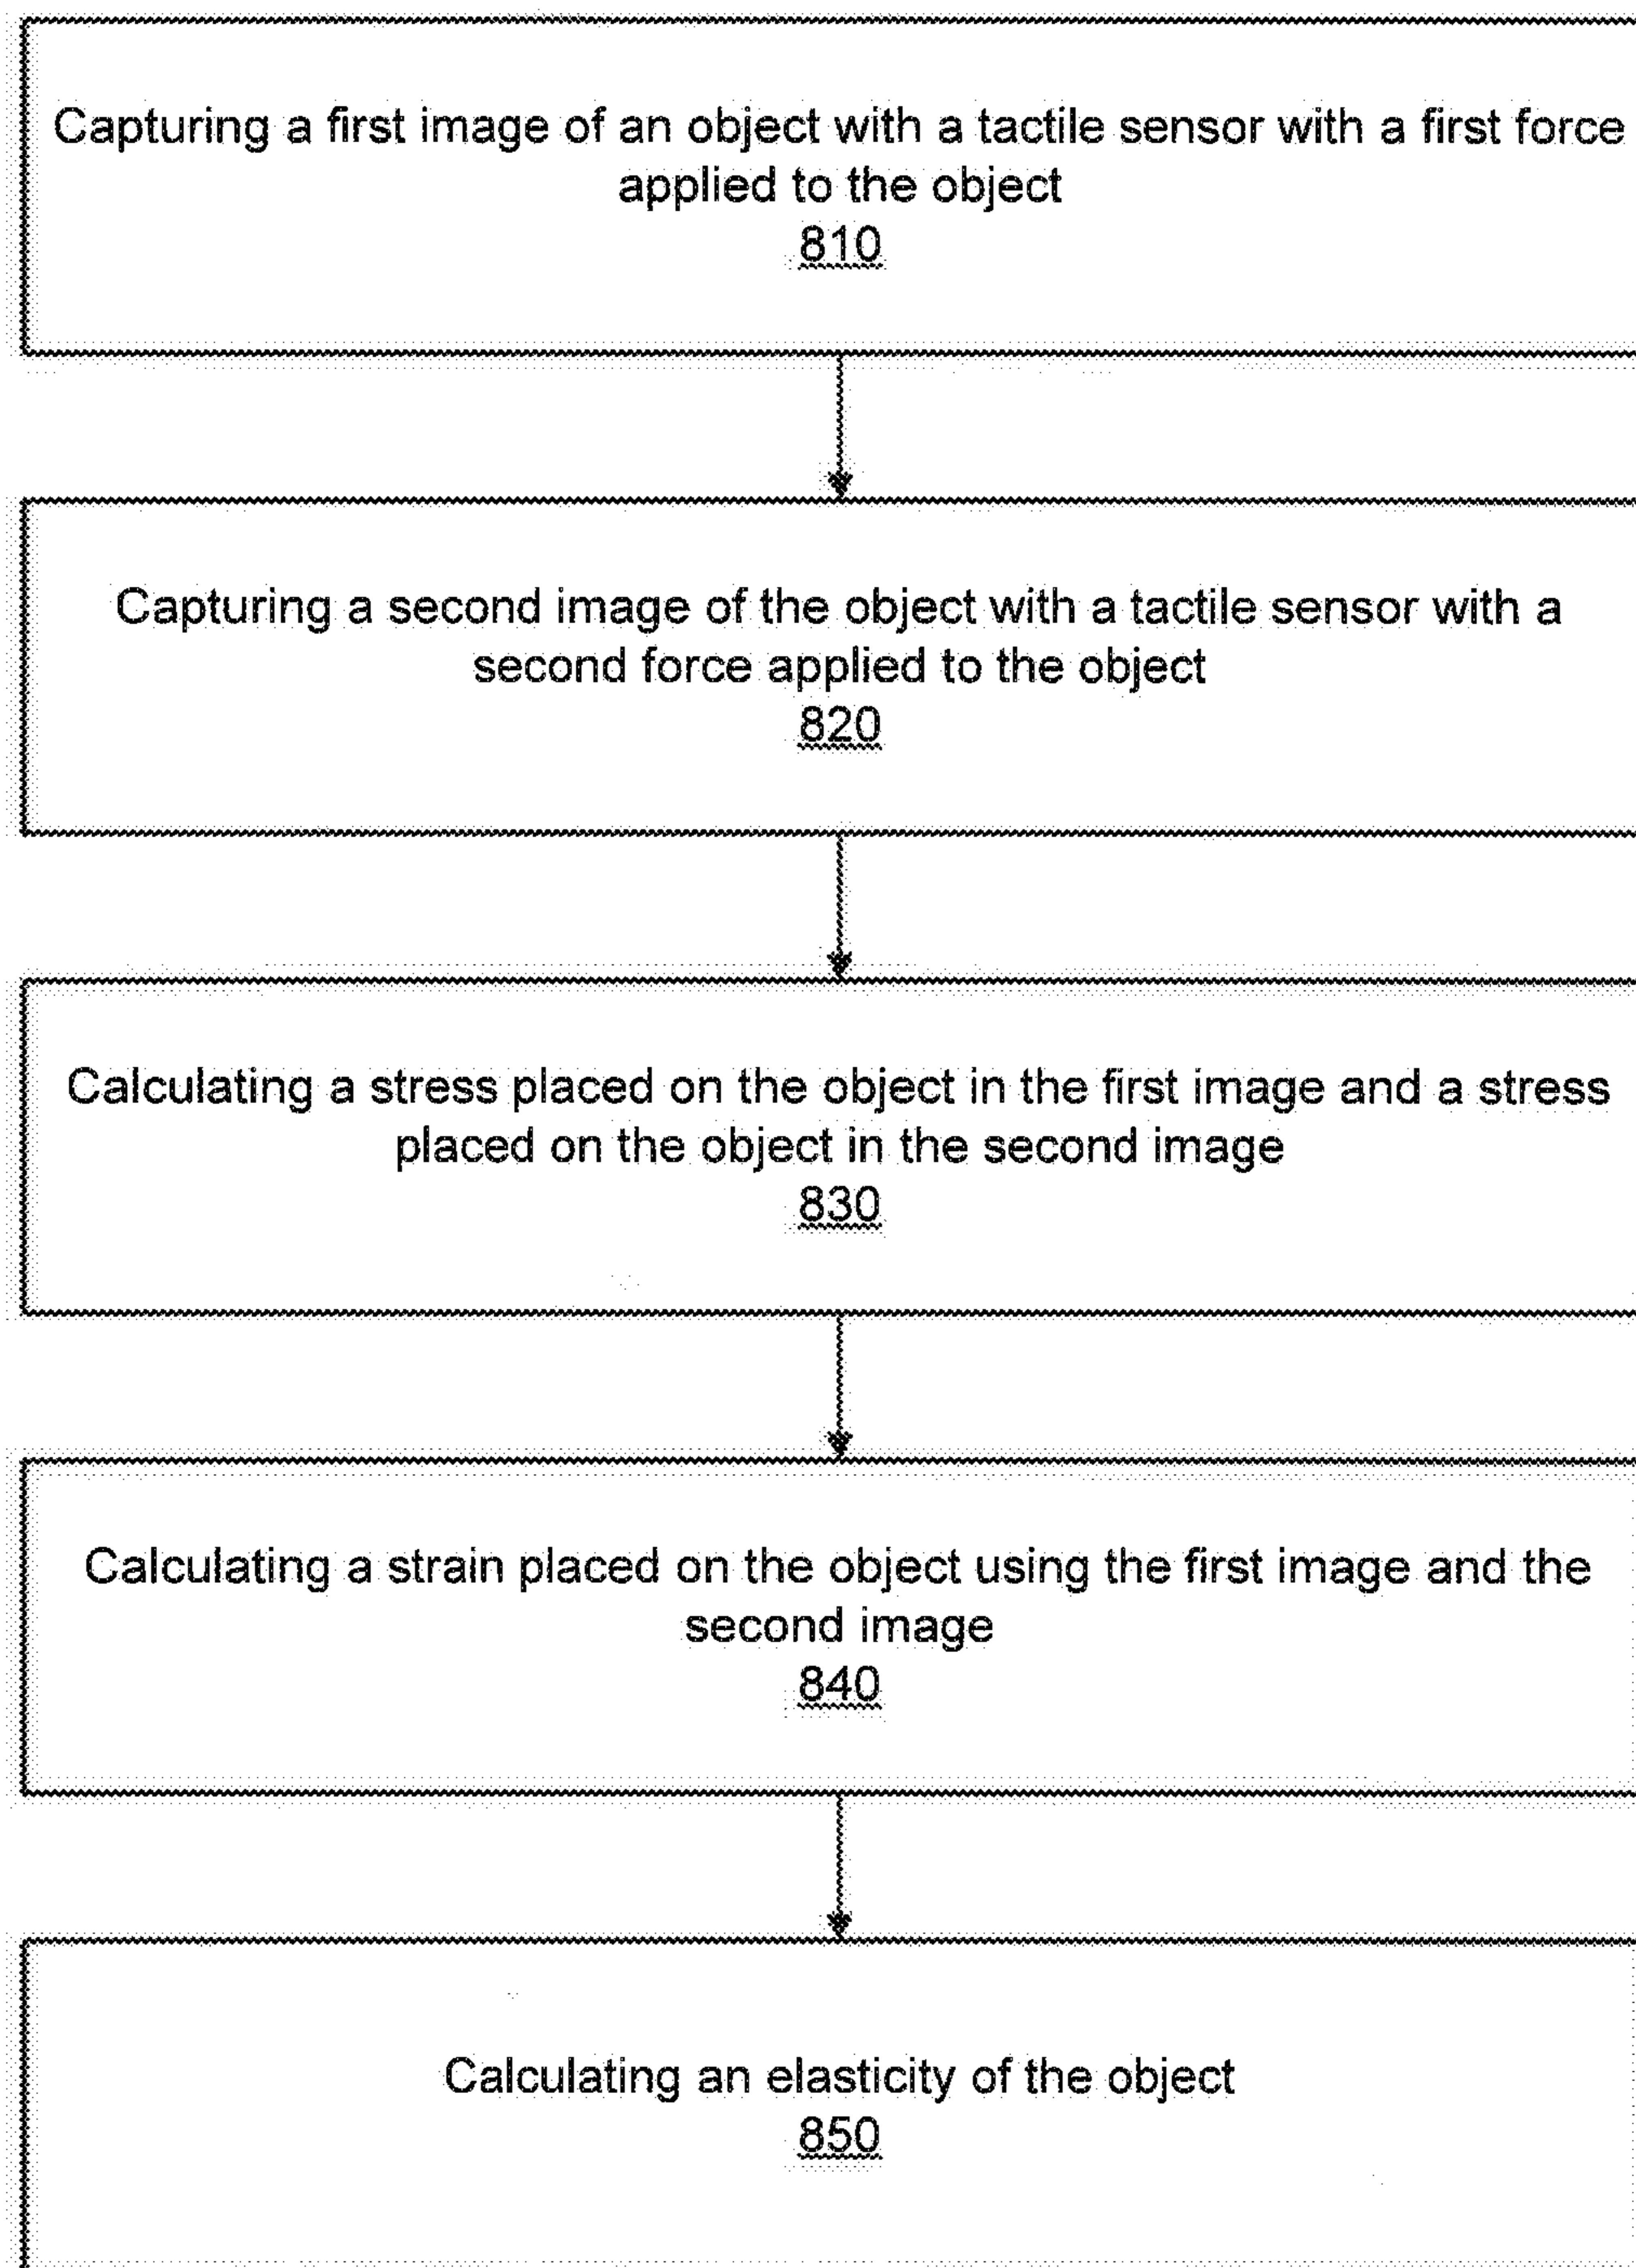 Capturing a first image of an object with a tactile sensor with a first force
applied to the object
810
Capturing a second image of the object with a tactile sensor with a
second force applied to the object
820
Calculating a stress placed on the object in the first image and a stress
placed on the object in the second image
830
Calculating a strain placed on the object using the first image and the
second image
840
Calculating an elasticity of the object
850